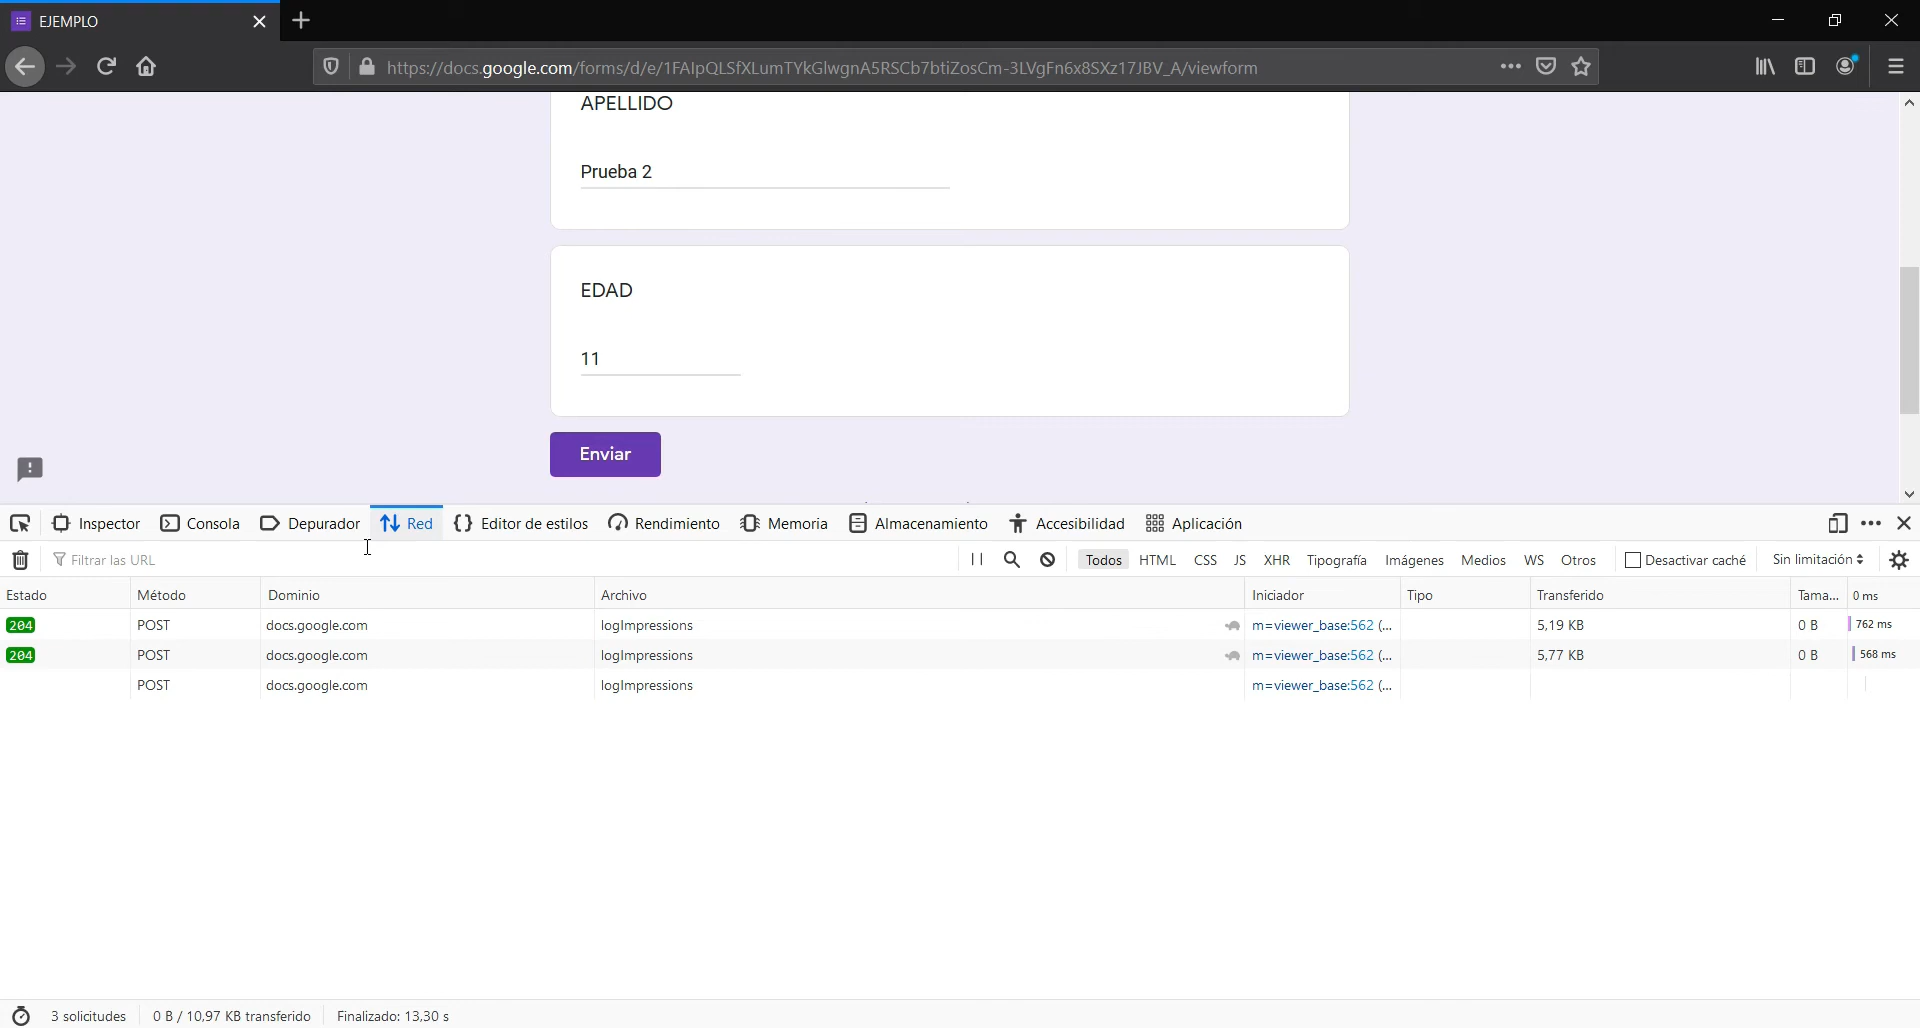 EJEMPLO
https://docs.google.com/forms/d/e/1FAIpQLSfXLumTYkGlwgnA5RSCb7btiZosCm-3LVgFn6x8SXz17JBV_A/viewform
APELLIDO
Prueba 2
EDAD
11
Enviar
Inspector Consola Depurador Red Editor de estilos Rendimiento Memoria Almacenamiento Accesibilidad Aplicación
Filtrar las URL Todos HTML CSS JS XHR Tipografía Imágenes Medios WS Otros Desactivar caché Sin limitación
Estado Método Dominio Archivo Iniciador Tipo Transferido Tama... 0 ms
204 POST docs.google.com logImpressions m=viewer_base:562 (... 5,19 KB 0 B 762 ms
204 POST docs.google.com logImpressions m=viewer_base:562 (... 5,77 KB 0 B 568 ms
POST docs.google.com logImpressions m=viewer_base:562 (...
3 solicitudes 0 B / 10,97 KB transferido Finalizado: 13,30 s